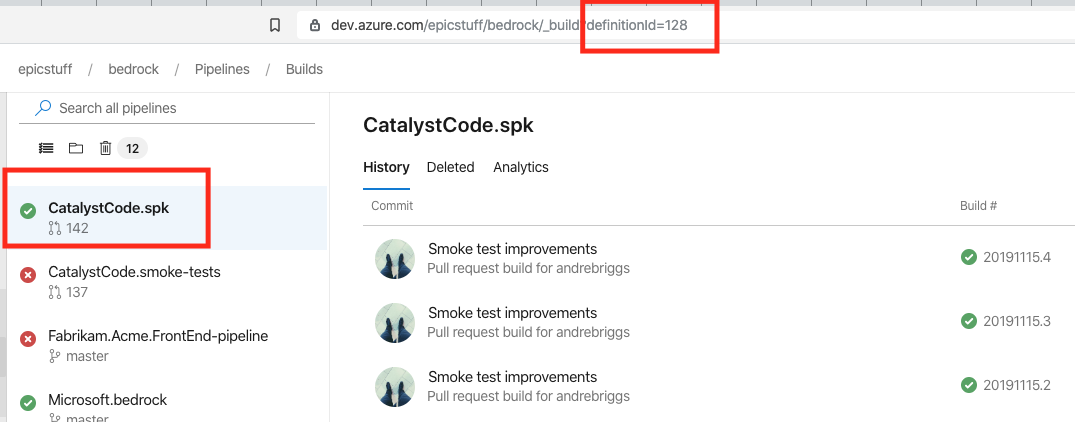 dev.azure.com/epicstuff/bedrock/_build?definitionId=128
epicstuff / bedrock / Pipelines / Builds
Search all pipelines
12
CatalystCode.spk
142
CatalystCode.smoke-tests
137
Fabrikam.Acme.FrontEnd-pipeline
master
Microsoft.bedrock
master
CatalystCode.spk
History Deleted Analytics
Commit Build #
Smoke test improvements
Pull request build for andrebriggs
20191115.4
Smoke test improvements
Pull request build for andrebriggs
20191115.3
Smoke test improvements
Pull request build for andrebriggs
20191115.2